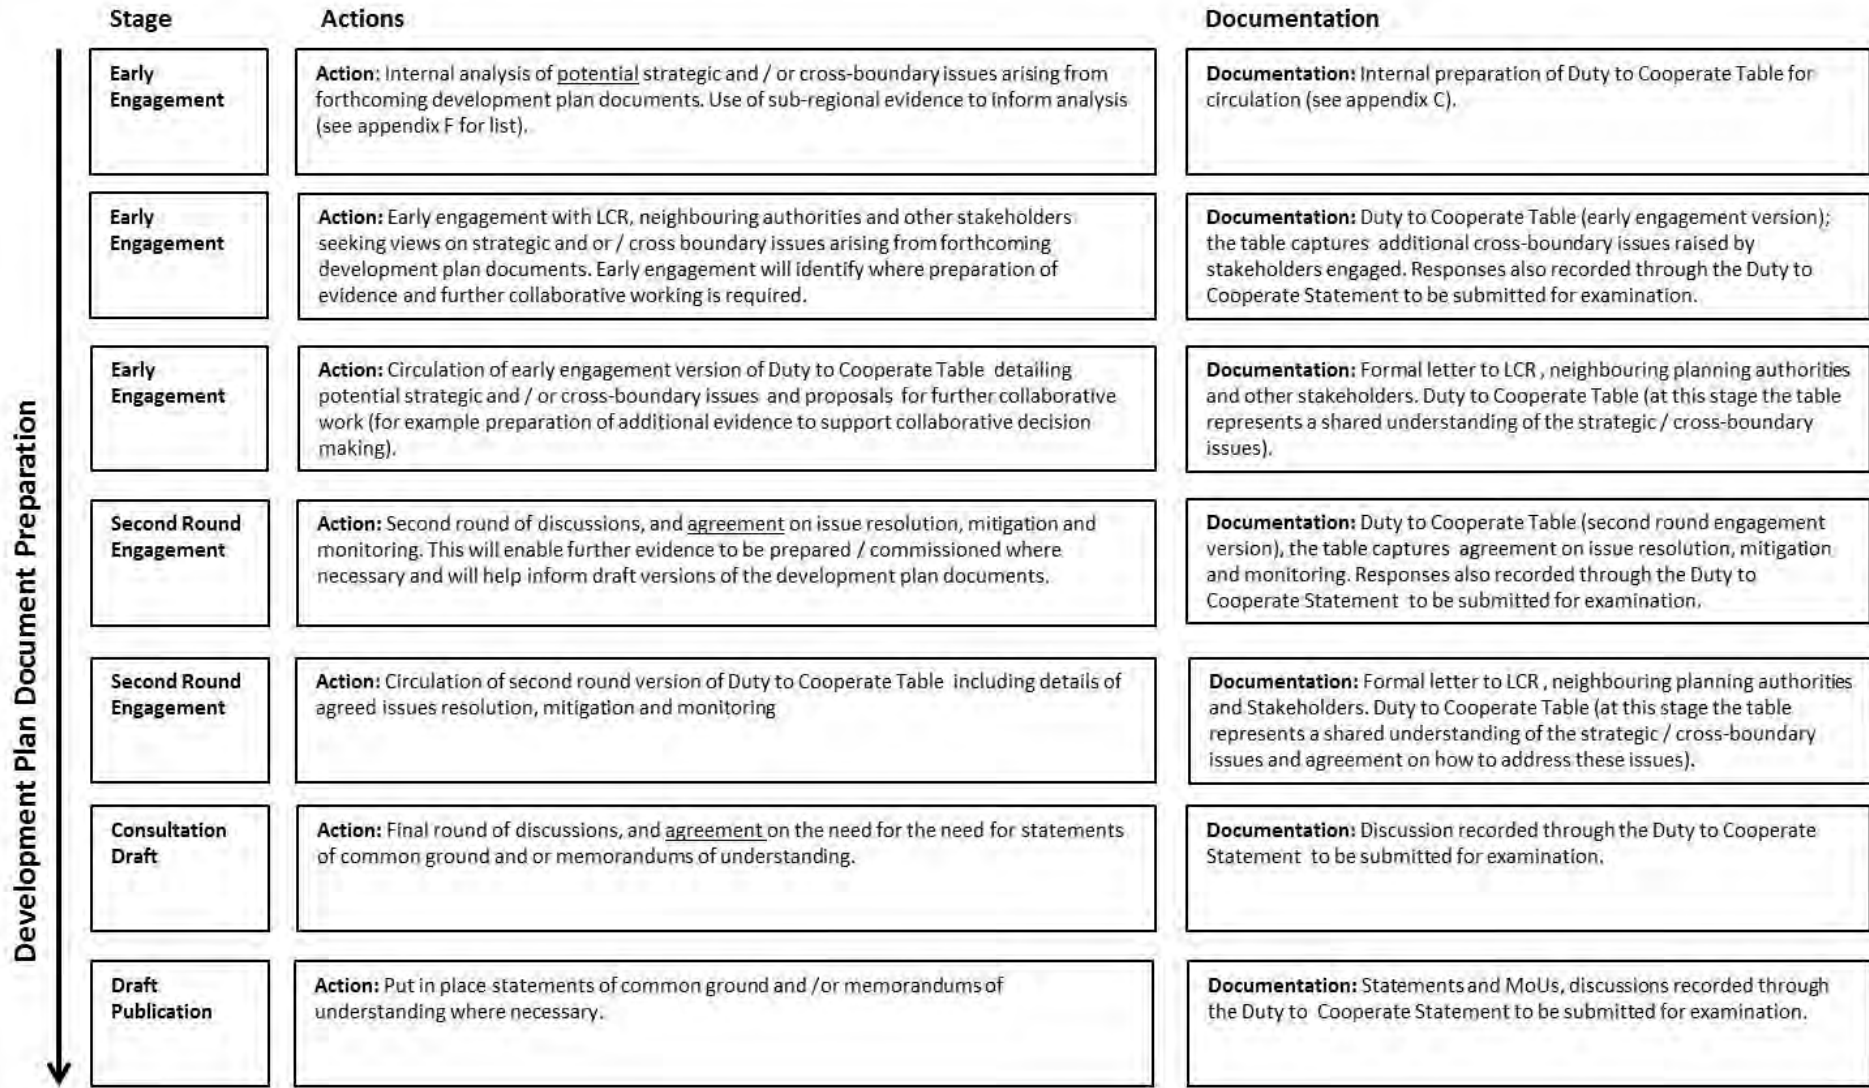 Stage
Actions
Documentation
Development Plan Document Preparation
Early
Engagement
Action: Internal analysis of potential strategic and / or cross-boundary issues arising from
forthcoming development plan documents. Use of sub-regional evidence to inform analysis
(see appendix F for list).
Documentation: Internal preparation of Duty to Cooperate Table for
circulation (see appendix C).
Early
Engagement
Action: Early engagement with LCR, neighbouring authorities and other stakeholders
seeking views on strategic and or / cross boundary issues arising from forthcoming
development plan documents. Early engagement will identify where preparation of
evidence and further collaborative working is required.
Documentation: Duty to Cooperate Table (early engagement version);
the table captures additional cross-boundary issues raised by
stakeholders engaged. Responses also recorded through the Duty to
Cooperate Statement to be submitted for examination.
Early
Engagement
Action: Circulation of early engagement version of Duty to Cooperate Table detailing
potential strategic and / or cross-boundary issues and proposals for further collaborative
work (for example preparation of additional evidence to support collaborative decision
making).
Documentation: Formal letter to LCR , neighbouring planning authorities
and other stakeholders. Duty to Cooperate Table (at this stage the table
represents a shared understanding of the strategic / cross-boundary
issues).
Second Round
Engagement
Action: Second round of discussions, and agreement on issue resolution, mitigation and
monitoring. This will enable further evidence to be prepared / commissioned where
necessary and will help inform draft versions of the development plan documents.
Documentation: Duty to Cooperate Table (second round engagement
version), the table captures agreement on issue resolution, mitigation
and monitoring. Responses also recorded through the Duty to
Cooperate Statement to be submitted for examination.
Second Round
Engagement
Action: Circulation of second round version of Duty to Cooperate Table including details of
agreed issues resolution, mitigation and monitoring
Documentation: Formal letter to LCR , neighbouring planning authorities
and Stakeholders. Duty to Cooperate Table (at this stage the table
represents a shared understanding of the strategic / cross-boundary
issues and agreement on how to address these issues).
Consultation
Draft
Action: Final round of discussions, and agreement on the need for the need for statements
of common ground and or memorandums of understanding.
Documentation: Discussion recorded through the Duty to Cooperate
Statement to be submitted for examination.
Draft
Publication
Action: Put in place statements of common ground and /or memorandums of
understanding where necessary.
Documentation: Statements and MoUs, discussions recorded through
the Duty to Cooperate Statement to be submitted for examination.